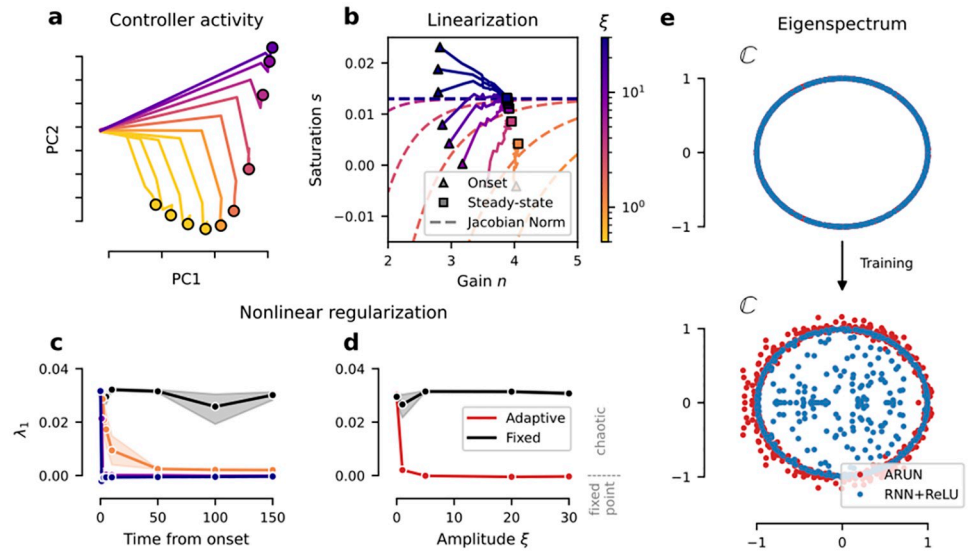 a
Controller activity
PC2
PC1
b
Linearization
Saturation s
0.02
0.01
0.00
−0.01
2
3
4
5
Gain n
Onset
Steady-state
Jacobian Norm
ξ
10¹
10⁰
Nonlinear regularization
c
λ₁
0.04
0.02
0.00
0
50
100
150
Time from onset
d
0.04
0.02
0.00
0
10
20
30
Amplitude ξ
Adaptive
Fixed
chaotic
fixed
point
e
Eigenspectrum
ℂ
1
0
−1
Training
ℂ
1
0
−1
ARUN
RNN+ReLU
−1
0
1